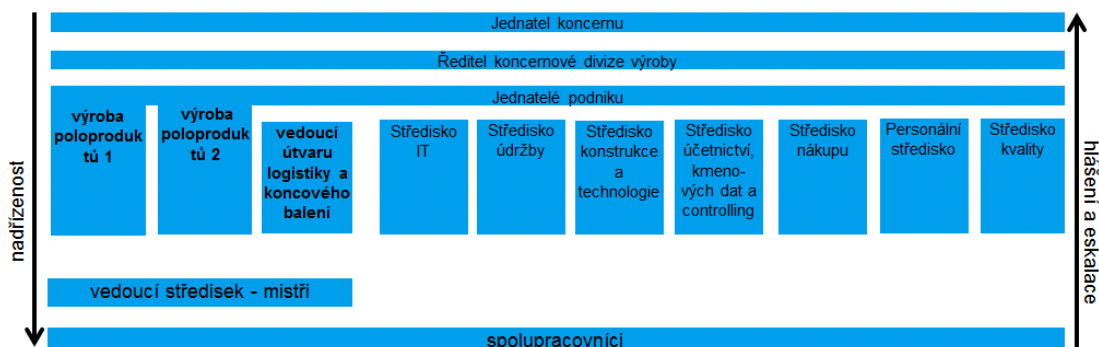 Jednatel koncernu
Ředitel koncernové divize výroby
Jednatelé podniku
výroba
poloproduk
tů 1
výroba
poloproduk
tů 2
vedoucí
útvaru
logistiky a
koncového
balení
Středisko
IT
Středisko
údržby
Středisko
konstrukce
a
technologie
Středisko
účetnictví,
kmeno-
vých dat a
controlling
Středisko
nákupu
Personální
středisko
Středisko
kvality
vedoucí středisek - mistři
spolupracovníci
nadřízenost
hlášení a eskalace